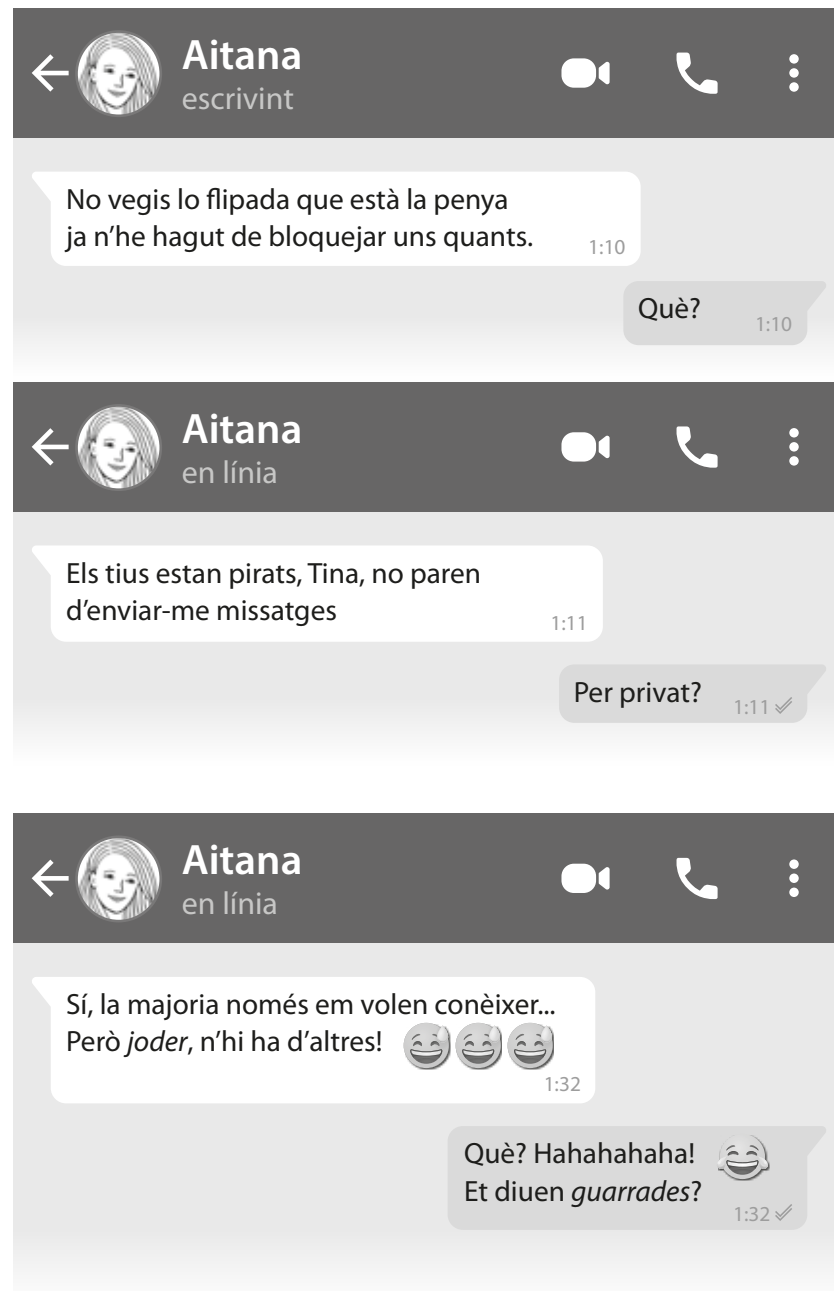 Aitana
escrivint
No vegis lo flipada que està la penya
ja n'he hagut de bloquejar uns quants.
1:10
Què?
1:10
Aitana
en línia
Els tius estan pirats, Tina, no paren
d'enviar-me missatges
1:11
Per privat?
1:11
Aitana
en línia
Sí, la majoria només em volen conèixer...
Però joder, n'hi ha d'altres!
1:32
Què? Hahahahaha!
Et diuen guarrades?
1:32